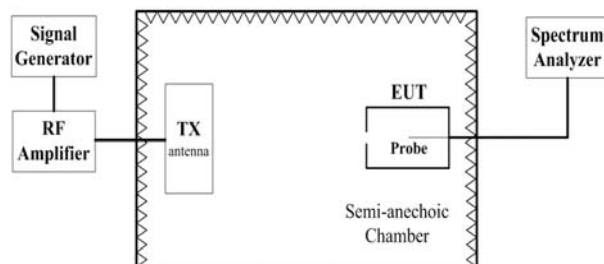 Signal
Generator
RF
Amplifier
TX
antenna
EUT
Probe
Semi-anechoic
Chamber
Spectrum
Analyzer